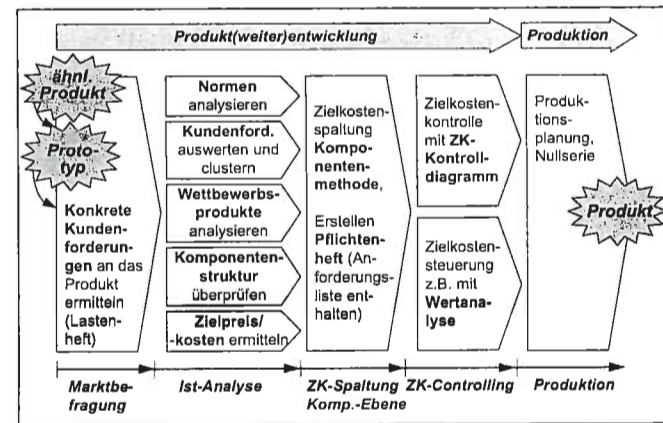 Produkt(weiter)entwicklung
Produktion
ähnl.
Produkt
Proto-
typ
Konkrete
Kunden-
forderun-
gen an das
Produkt
ermitteln
(Lasten-
heft)
Normen
analysieren
Kundenford.
auswerten und
clustern
Wettbewerbs-
produkte
analysieren
Komponenten-
struktur
überprüfen
Zielpreis/
-kosten ermitteln
Zielkosten-
spaltung
Kompo-
nenten-
methode,
Erstellen
Pflichten-
heft (An-
forderungs-
liste ent-
halten)
Zielkosten-
kontrolle
mit ZK-
Kontroll-
diagramm
Zielkosten-
steuerung
z.B. mit
Wertana-
lyse
Produk-
tions-
planung,
Nullserie
Produkt
Marktbe-
fragung
Ist-Analyse
ZK-Spaltung
Komp.-Ebene
ZK-Controlling
Produktion